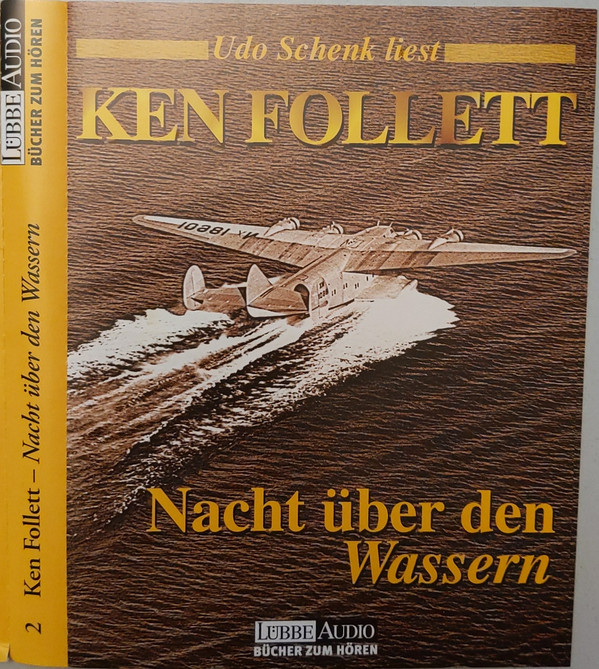 LÜBBE AUDIO
BÜCHER ZUM HÖREN
2 Ken Follett – Nacht über den Wassern
Udo Schenk liest
KEN FOLLETT
NX 18601
Nacht über den
Wassern
LÜBBE AUDIO
BÜCHER ZUM HÖREN